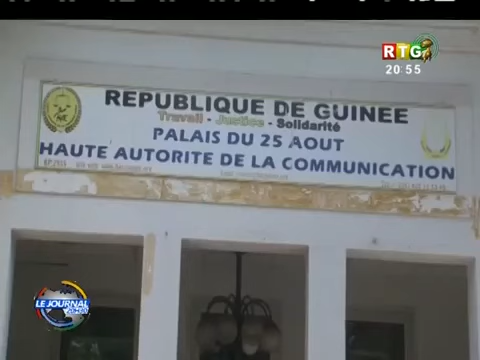 RTG
20:55
REPUBLIQUE DE GUINEE
Travail - Justice - Solidarité
PALAIS DU 25 AOUT
HAUTE AUTORITE DE LA COMMUNICATION
LE JOURNAL